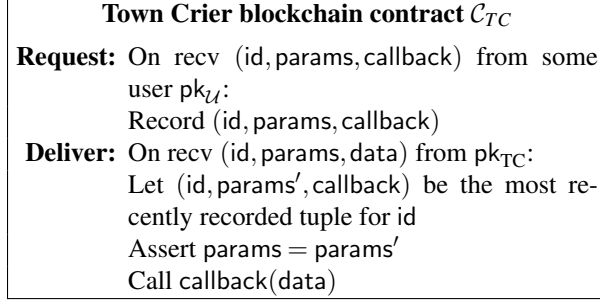 Town Crier blockchain contract 𝒞_TC
Request: On recv (id, params, callback) from some
user pk_𝒰:
Record (id, params, callback)
Deliver: On recv (id, params, data) from pk_TC:
Let (id, params′, callback) be the most re-
cently recorded tuple for id
Assert params = params′
Call callback(data)